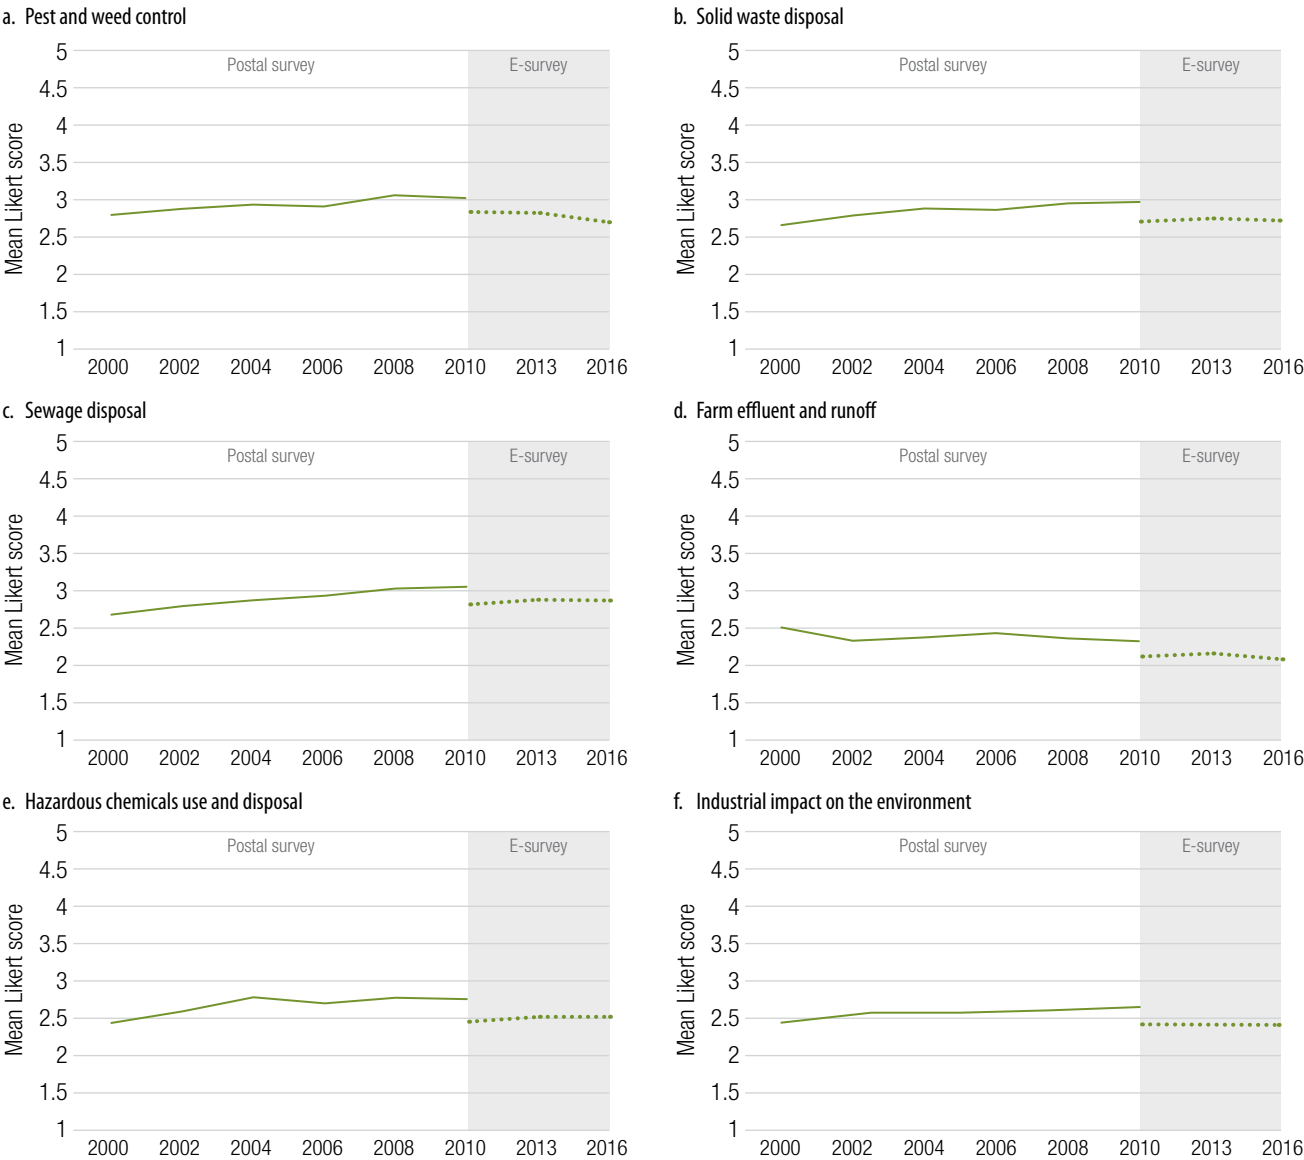 a. Pest and weed control
Mean Likert score
5
4.5
4
3.5
3
2.5
2
1.5
1
Postal survey
E-survey
2000 2002 2004 2006 2008 2010 2013 2016
b. Solid waste disposal
Mean Likert score
5
4.5
4
3.5
3
2.5
2
1.5
1
Postal survey
E-survey
2000 2002 2004 2006 2008 2010 2013 2016
c. Sewage disposal
Mean Likert score
5
4.5
4
3.5
3
2.5
2
1.5
1
Postal survey
E-survey
2000 2002 2004 2006 2008 2010 2013 2016
d. Farm effluent and runoff
Mean Likert score
5
4.5
4
3.5
3
2.5
2
1.5
1
Postal survey
E-survey
2000 2002 2004 2006 2008 2010 2013 2016
e. Hazardous chemicals use and disposal
Mean Likert score
5
4.5
4
3.5
3
2.5
2
1.5
1
Postal survey
E-survey
2000 2002 2004 2006 2008 2010 2013 2016
f. Industrial impact on the environment
Mean Likert score
5
4.5
4
3.5
3
2.5
2
1.5
1
Postal survey
E-survey
2000 2002 2004 2006 2008 2010 2013 2016